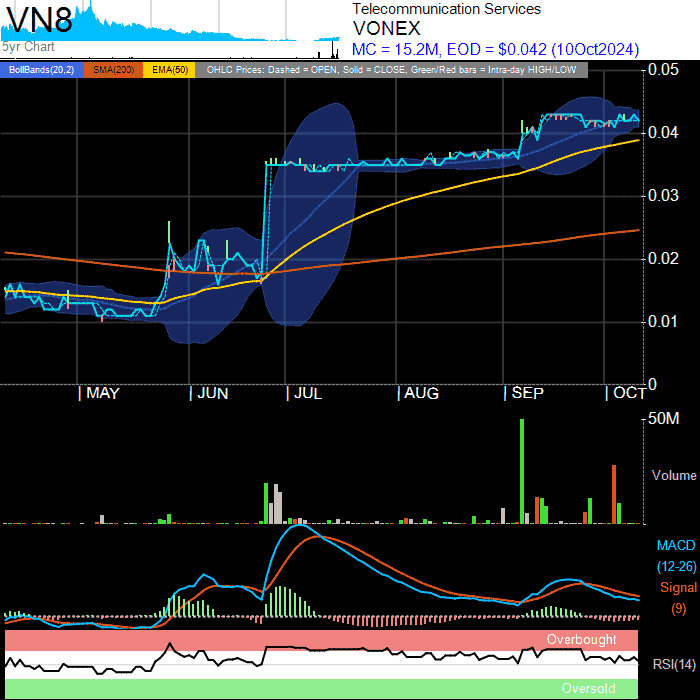 VN8
5yr Chart
Telecommunication Services
VONEX
MC = 15.2M, EOD = $0.042 (10Oct2024)
BollBands(20,2) SMA(200) EMA(50) OHLC Prices: Dashed = OPEN, Solid = CLOSE, Green/Red bars = Intra-day HIGH/LOW
0.05
0.04
0.03
0.02
0.01
0
| MAY | JUN | JUL | AUG | SEP | OCT
50M
Volume
MACD
(12-26)
Signal
(9)
Overbought
RSI(14)
Oversold